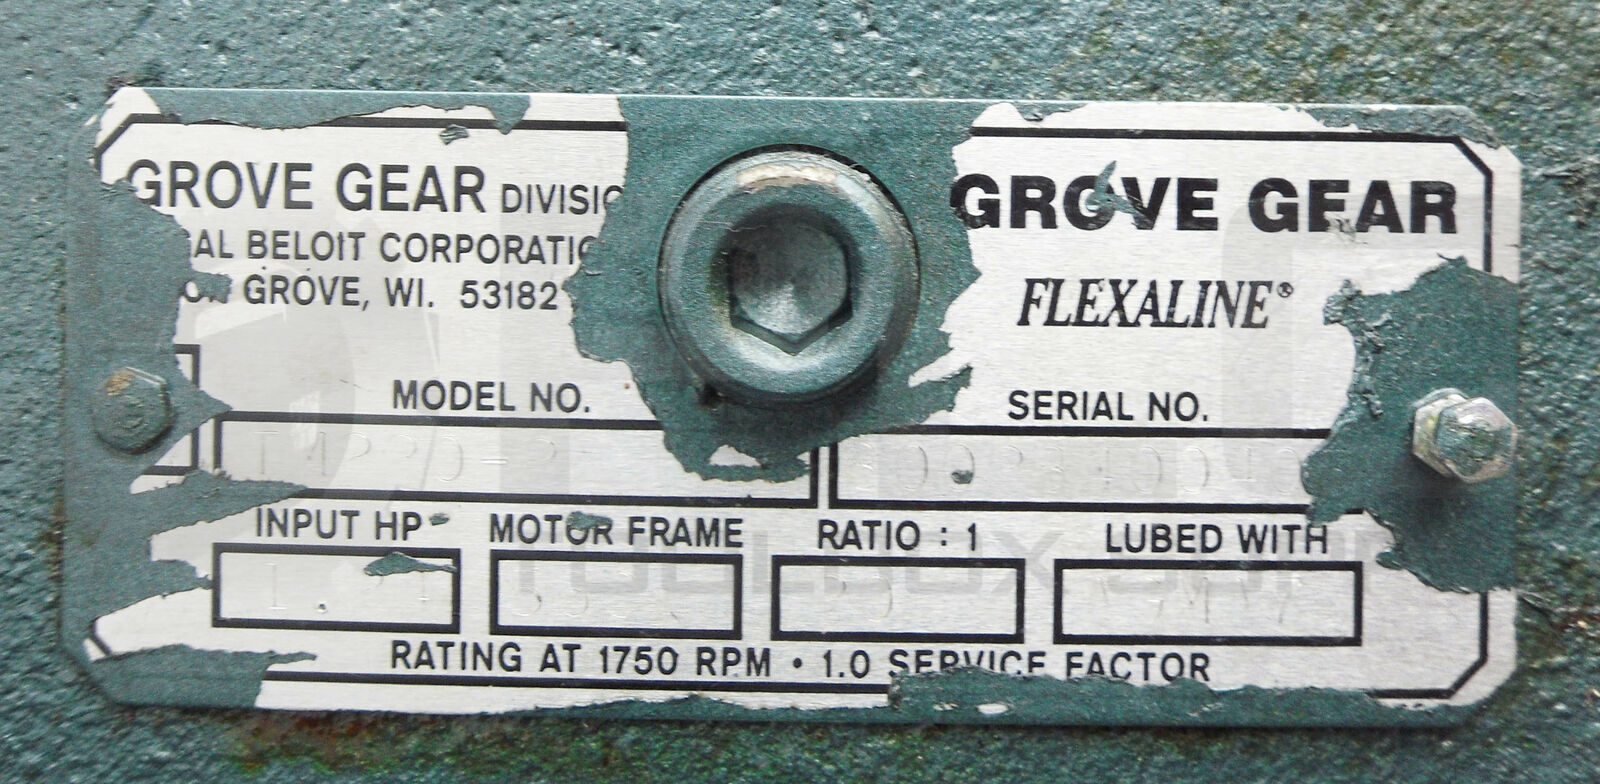 GROVE GEAR DIVISIO
GAL BELOIT CORPORATIO
GROVE, WI. 53182
GROVE GEAR
FLEXALINE®
MODEL NO.
SERIAL NO.
INPUT HP
MOTOR FRAME
RATIO : 1
LUBED WITH
RATING AT 1750 RPM • 1.0 SERVICE FACTOR